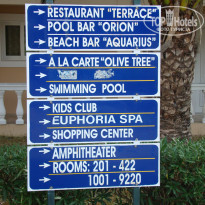 RESTAURANT "TERRACE"
POOL BAR "ORION"
BEACH BAR "AQUARIUS"
À LA CARTE "OLIVE TREE"
SWIMMING POOL
KIDS CLUB
EUPHORIA SPA
SHOPPING CENTER
AMPHITHEATER
ROOMS: 201 - 422
1001 - 9220